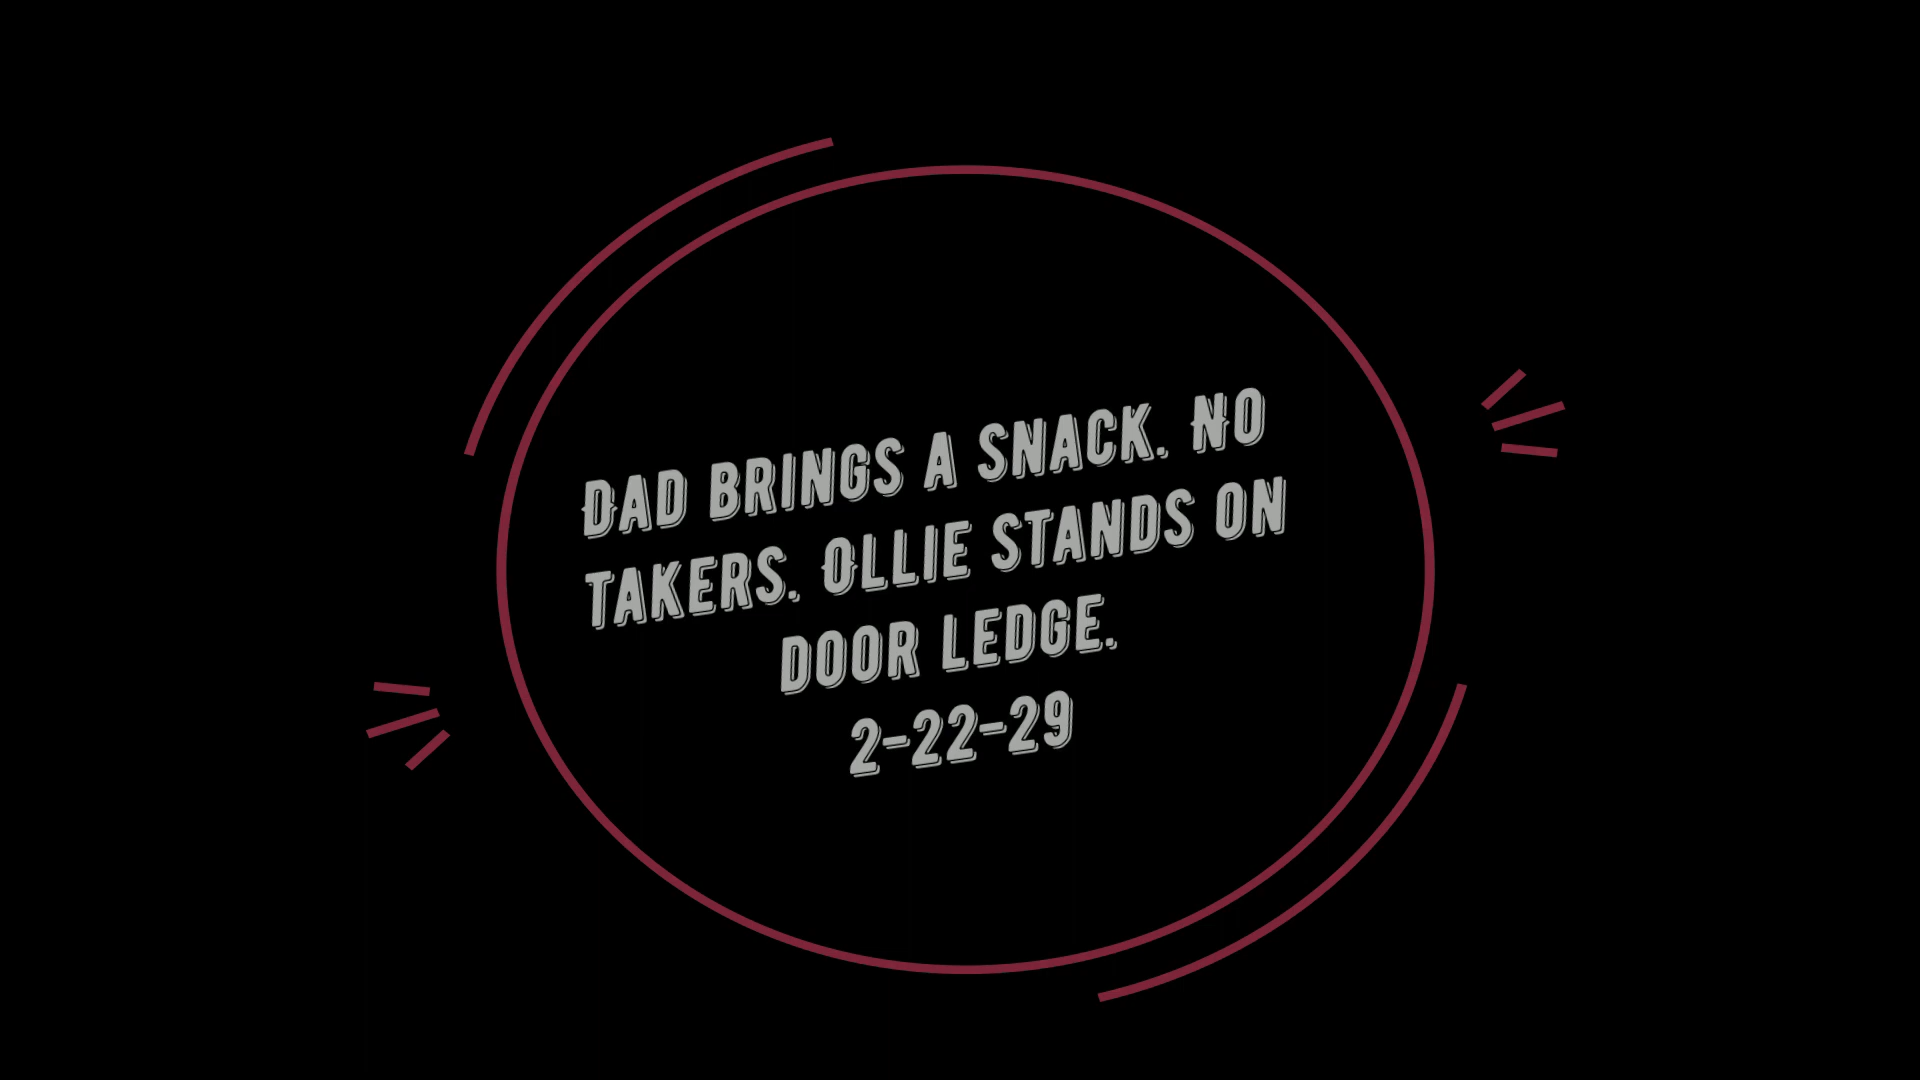 Dad brings a snack. No
takers. Ollie stands on
door ledge.
2-22-29